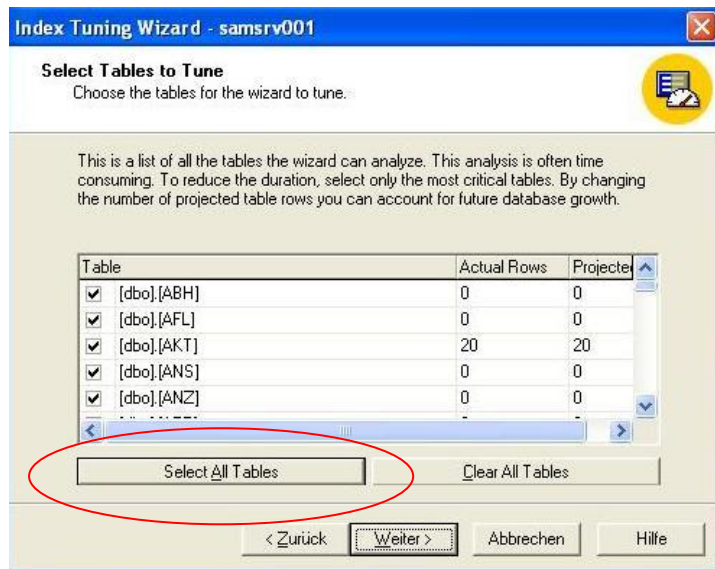 Index Tuning Wizard - samsrv001
Select Tables to Tune
Choose the tables for the wizard to tune.
This is a list of all the tables the wizard can analyze. This analysis is often time
consuming. To reduce the duration, select only the most critical tables. By changing
the number of projected table rows you can account for future database growth.
Table Actual Rows Projected
[dbo].[ABH] 0 0
[dbo].[AFL] 0 0
[dbo].[AKT] 20 20
[dbo].[ANS] 0 0
[dbo].[ANZ] 0 0
Select All Tables Clear All Tables
< Zurück Weiter > Abbrechen Hilfe